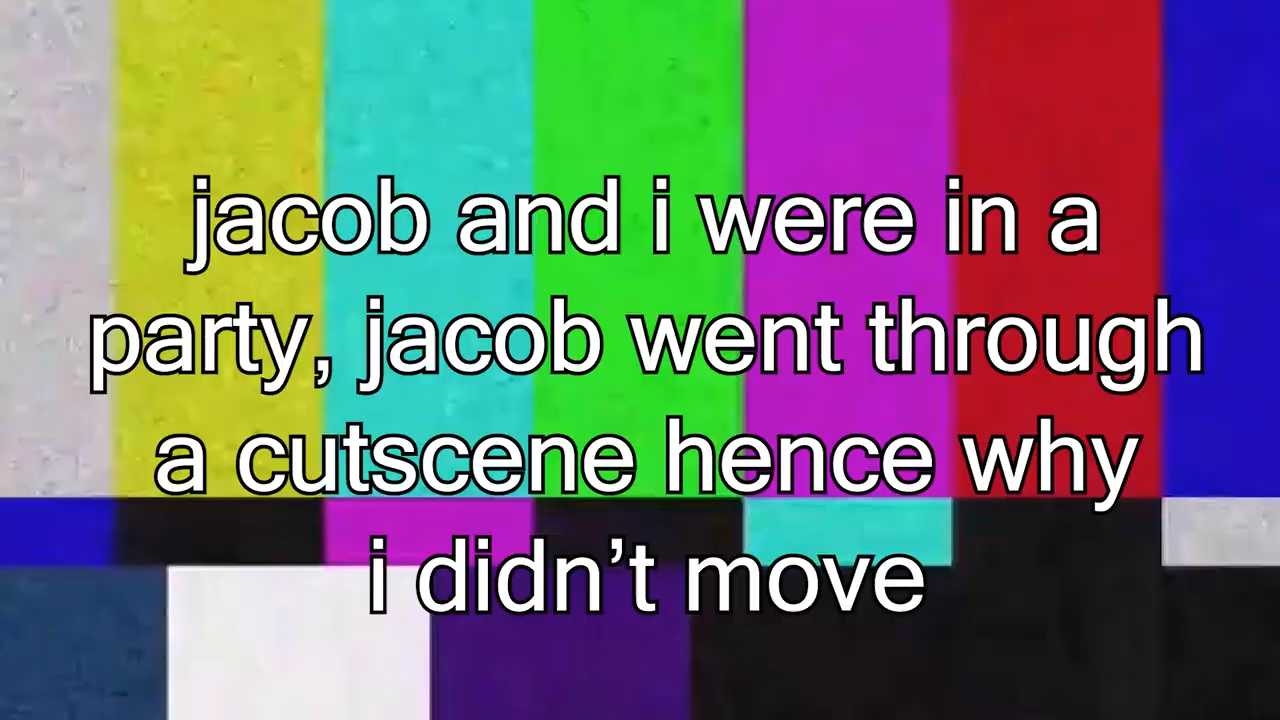 jacob and i were in a
party, jacob went through
a cutscene hence why
i didn’t move